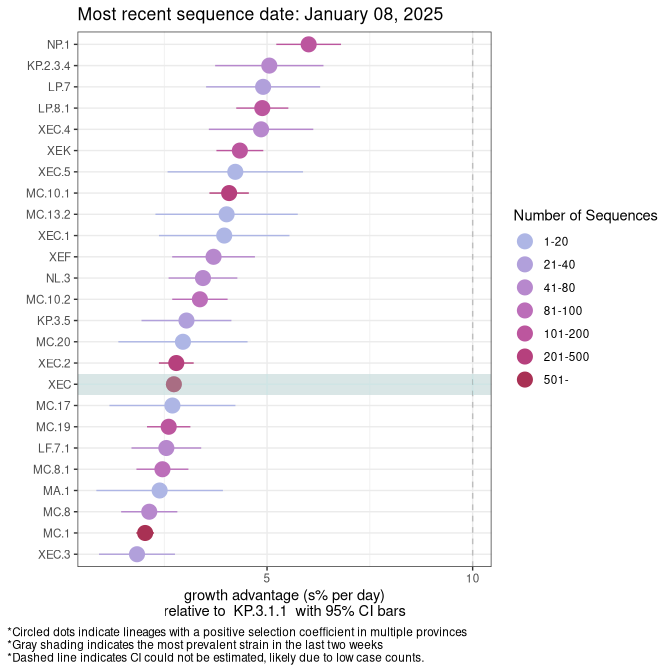 Most recent sequence date: January 08, 2025
NP.1
KP.2.3.4
LP.7
LP.8.1
XEC.4
XEK
XEC.5
MC.10.1
MC.13.2
XEC.1
XEF
NL.3
MC.10.2
KP.3.5
MC.20
XEC.2
XEC
MC.17
MC.19
LF.7.1
MC.8.1
MA.1
MC.8
MC.1
XEC.3
5
10
growth advantage (s% per day)
relative to KP.3.1.1 with 95% CI bars
Number of Sequences
1-20
21-40
41-80
81-100
101-200
201-500
501-
*Circled dots indicate lineages with a positive selection coefficient in multiple provinces
*Gray shading indicates the most prevalent strain in the last two weeks
*Dashed line indicates CI could not be estimated, likely due to low case counts.